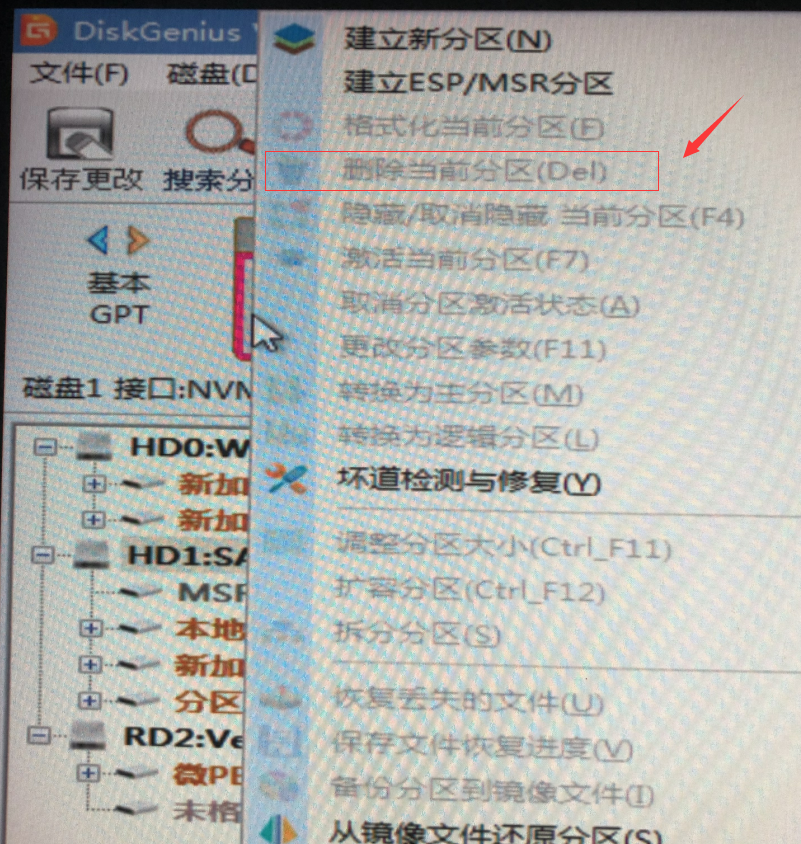 DiskGenius
文件(F) 磁盘(D
保存更改 搜索分
基本
GPT
磁盘1 接口:NVM
HD0:W
新加
新加
HD1:SA
MSR
本地
新加
分区
RD2:Ve
微PE
未格
建立新分区(N)
建立ESP/MSR分区
格式化当前分区(F)
删除当前分区(Del)
隐藏/取消隐藏 当前分区(F4)
激活当前分区(F7)
取消分区激活状态(A)
更改分区参数(F11)
转换为主分区(M)
转换为逻辑分区(L)
坏道检测与修复(Y)
调整分区大小(Ctrl_F11)
扩容分区(Ctrl_F12)
拆分分区(S)
恢复丢失的文件(U)
保存文件恢复进度(V)
备份分区到镜像文件(I)
从镜像文件还原分区(S)